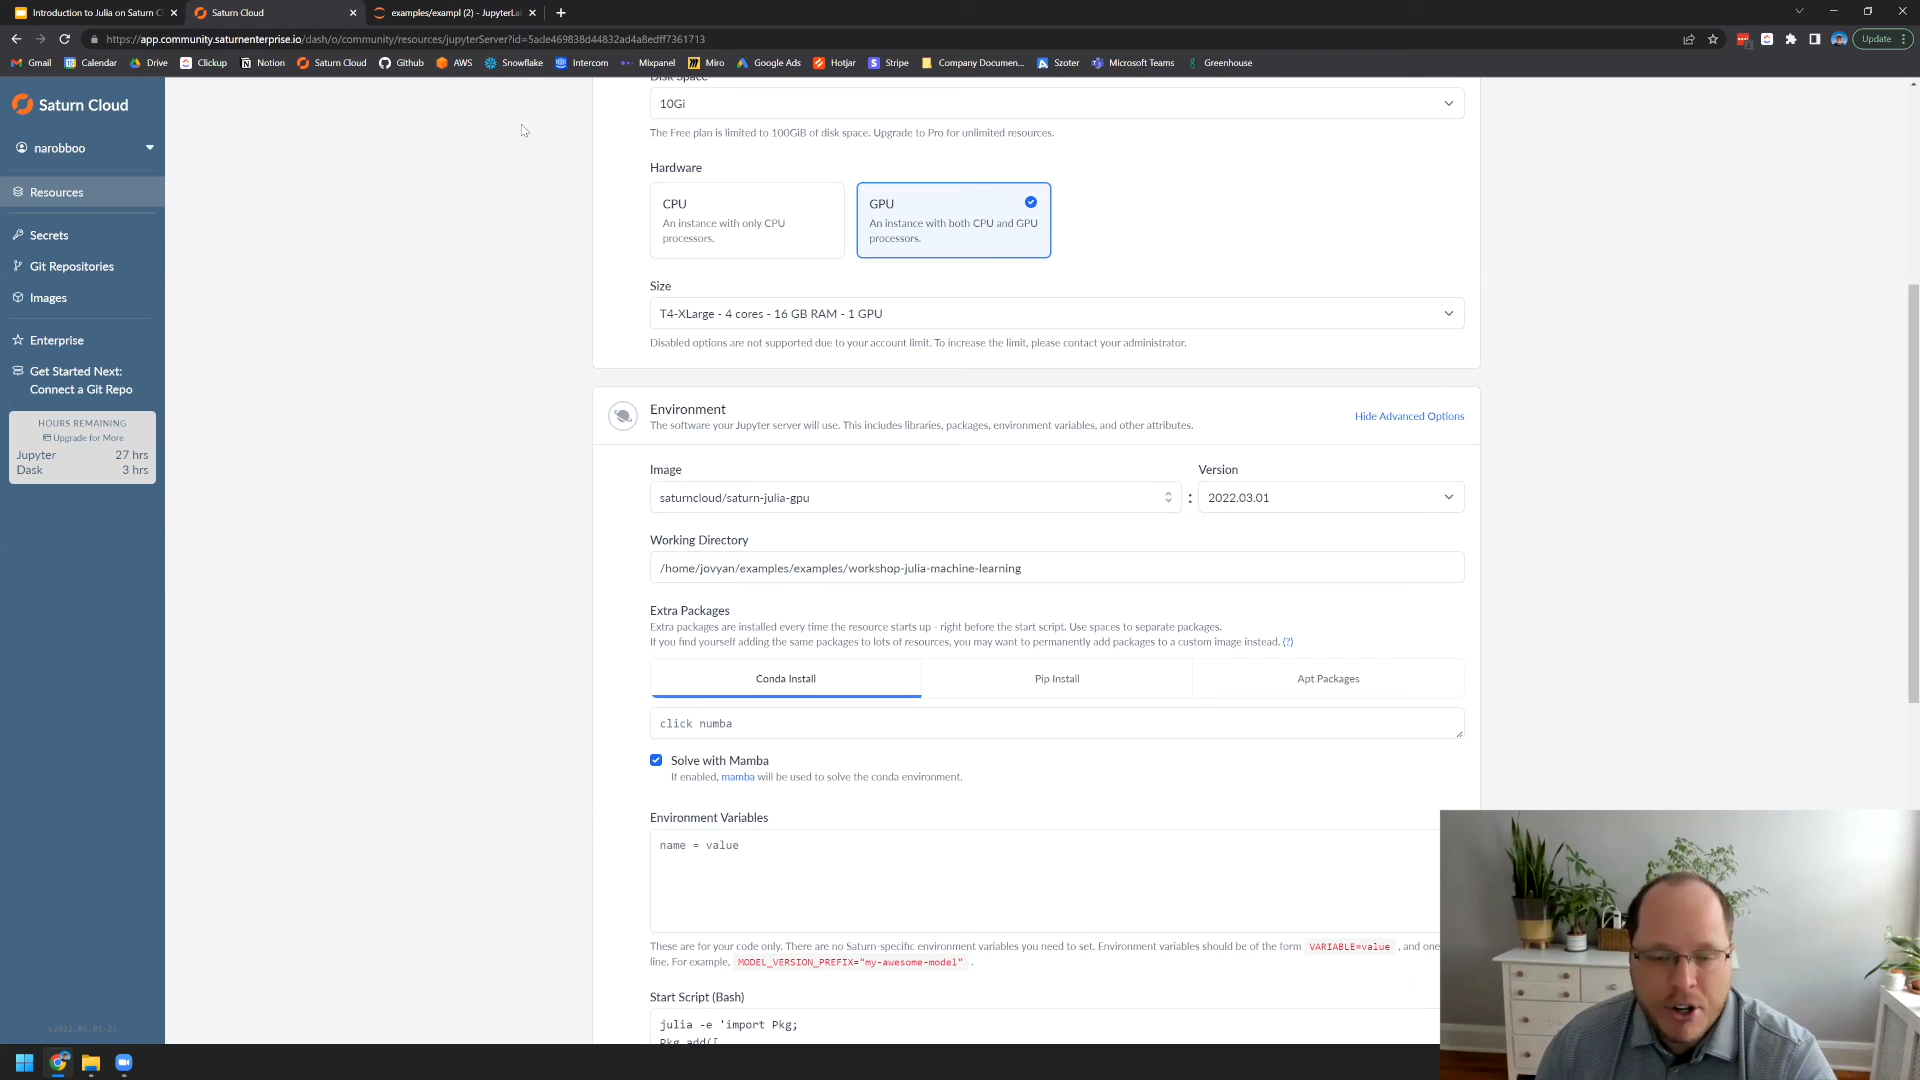 Introduction to Julia on Saturn C
Saturn Cloud
examples/exampl (2) - JupyterLa
https://app.community.saturnenterprise.io/dash/o/community/resources/jupyterServer?id=5ade469838d44832ad4a8edff7361713
Update
Gmail
Calendar
Drive
Clickup
Notion
Saturn Cloud
Github
AWS
Snowflake
Intercom
Mixpanel
Miro
Google Ads
Hotjar
Stripe
Company Documen...
Szoter
Microsoft Teams
Greenhouse
Saturn Cloud
narobboo
Resources
Secrets
Git Repositories
Images
Enterprise
Get Started Next:
Connect a Git Repo
HOURS REMAINING
Upgrade for More
Jupyter 27 hrs
Dask 3 hrs
v2022.05.01-21
Disk Space
10Gi
The Free plan is limited to 100GiB of disk space. Upgrade to Pro for unlimited resources.
Hardware
CPU
An instance with only CPU
processors.
GPU
An instance with both CPU and GPU
processors.
Size
T4-XLarge - 4 cores - 16 GB RAM - 1 GPU
Disabled options are not supported due to your account limit. To increase the limit, please contact your administrator.
Environment
The software your Jupyter server will use. This includes libraries, packages, environment variables, and other attributes.
Hide Advanced Options
Image
saturncloud/saturn-julia-gpu
:
Version
2022.03.01
Working Directory
/home/jovyan/examples/examples/workshop-julia-machine-learning
Extra Packages
Extra packages are installed every time the resource starts up - right before the start script. Use spaces to separate packages.
If you find yourself adding the same packages to lots of resources, you may want to permanently add packages to a custom image instead. (?)
Conda Install
Pip Install
Apt Packages
click numba
Solve with Mamba
If enabled, mamba will be used to solve the conda environment.
Environment Variables
name = value
These are for your code only. There are no Saturn-specific environment variables you need to set. Environment variables should be of the form VARIABLE=value , and one
line. For example, MODEL_VERSION_PREFIX="my-awesome-model" .
Start Script (Bash)
julia -e 'import Pkg;
Pkg.add([